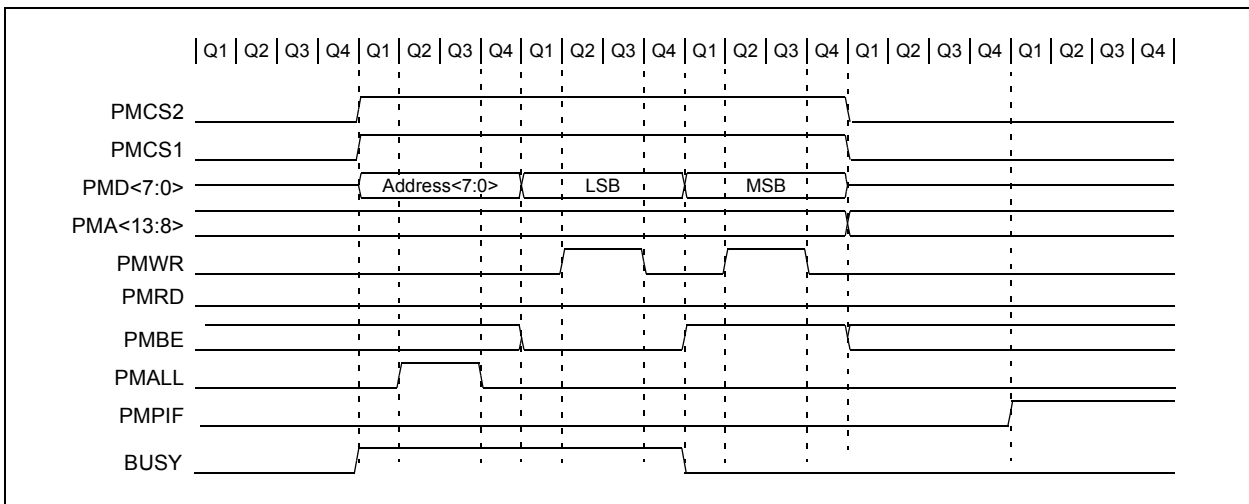 Q1 Q2 Q3 Q4 Q1 Q2 Q3 Q4 Q1 Q2 Q3 Q4 Q1 Q2 Q3 Q4 Q1 Q2 Q3 Q4 Q1 Q2 Q3 Q4
PMCS2
PMCS1
PMD<7:0> Address<7:0> LSB MSB
PMA<13:8>
PMWR
PMRD
PMBE
PMALL
PMPIF
BUSY